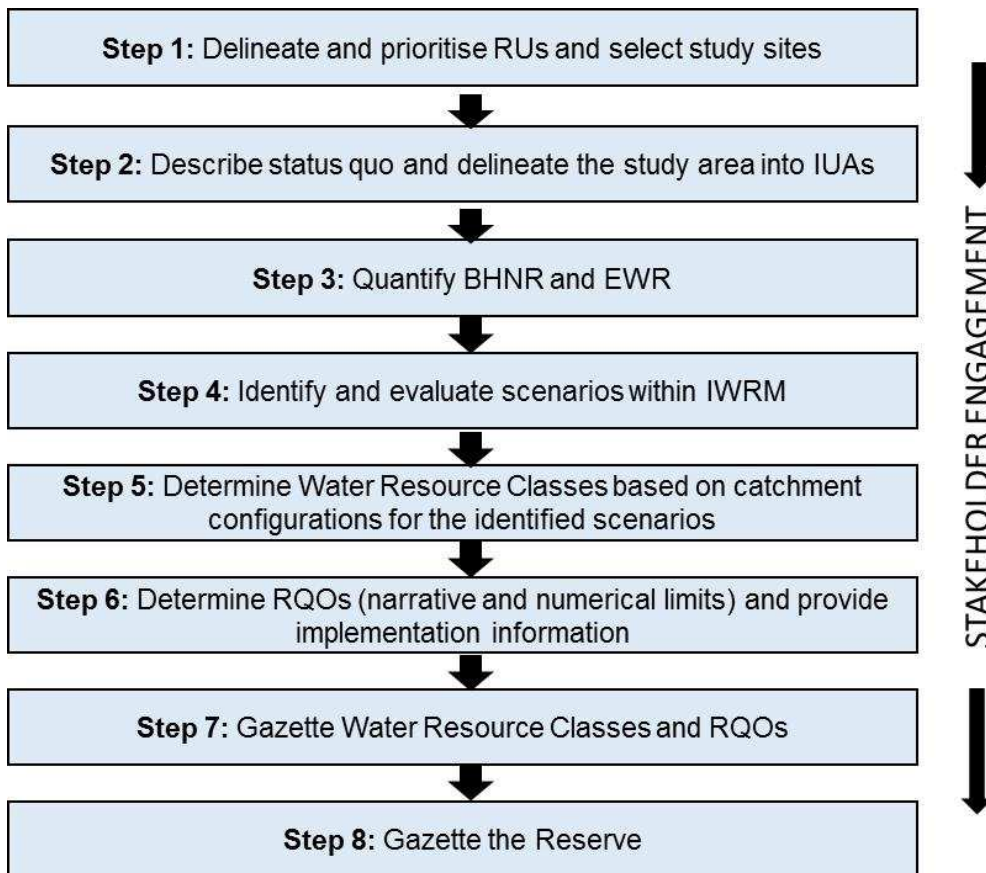 Step 1: Delineate and prioritise RUs and select study sites
Step 2: Describe status quo and delineate the study area into IUAs
Step 3: Quantify BHNR and EWR
Step 4: Identify and evaluate scenarios within IWRM
Step 5: Determine Water Resource Classes based on catchment
configurations for the identified scenarios
Step 6: Determine RQOs (narrative and numerical limits) and provide
implementation information
Step 7: Gazette Water Resource Classes and RQOs
Step 8: Gazette the Reserve
STAKEHOLDER ENGAGEMENT